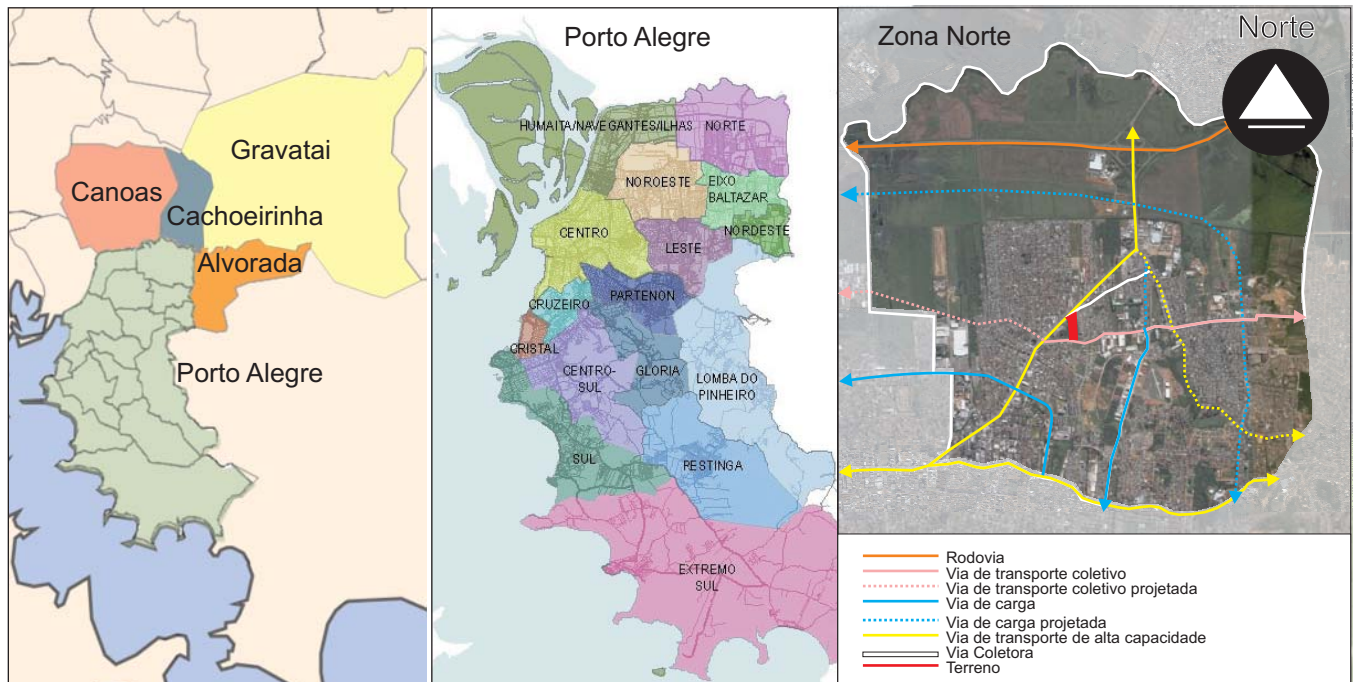 Gravatai
Canoas
Cachoeirinha
Alvorada
Porto Alegre
Porto Alegre
HUMAITA/NAVEGANTES/ILHAS
NORTE
NOROESTE
EIXO
BALTAZAR
NORDESTE
CENTRO
LESTE
PARTENON
CRUZEIRO
CRISTAL
CENTRO-
SUL
GLORIA
LOMBA DO
PINHEIRO
SUL
RESTINGA
EXTREMO
SUL
Zona Norte
Norte
Rodovia
Via de transporte coletivo
Via de transporte coletivo projetada
Via de carga
Via de carga projetada
Via de transporte de alta capacidade
Via Coletora
Terreno